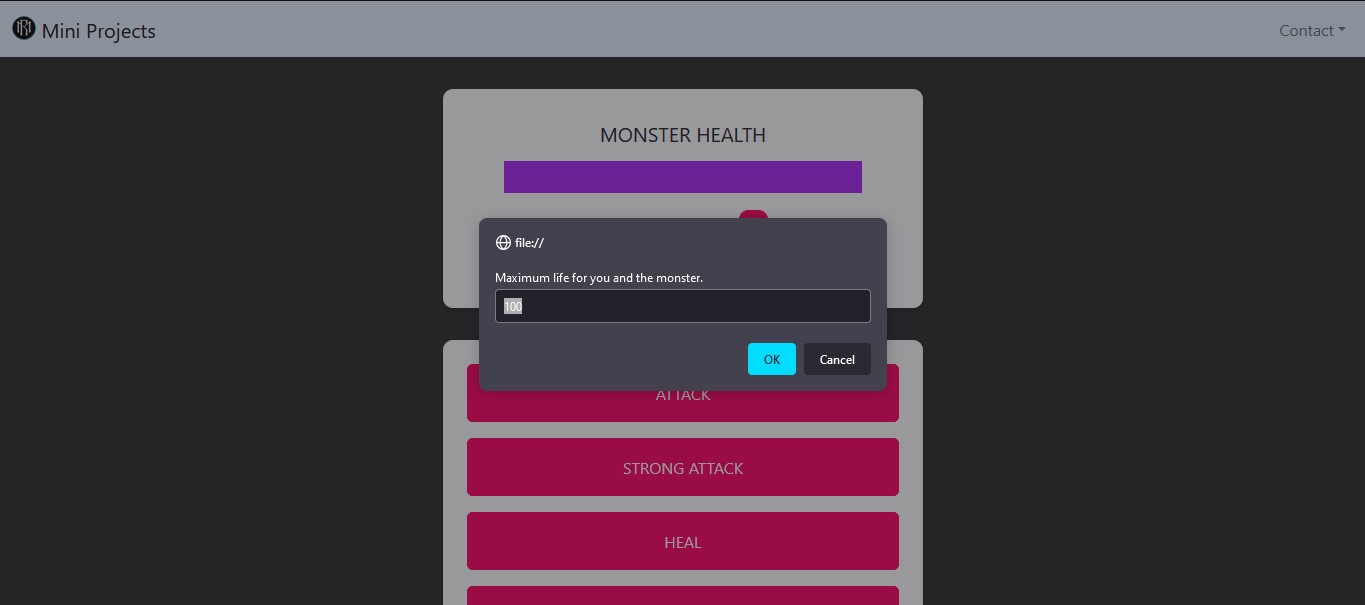 Mini Projects
Contact
MONSTER HEALTH
file://
Maximum life for you and the monster.
100
OK
Cancel
ATTACK
STRONG ATTACK
HEAL